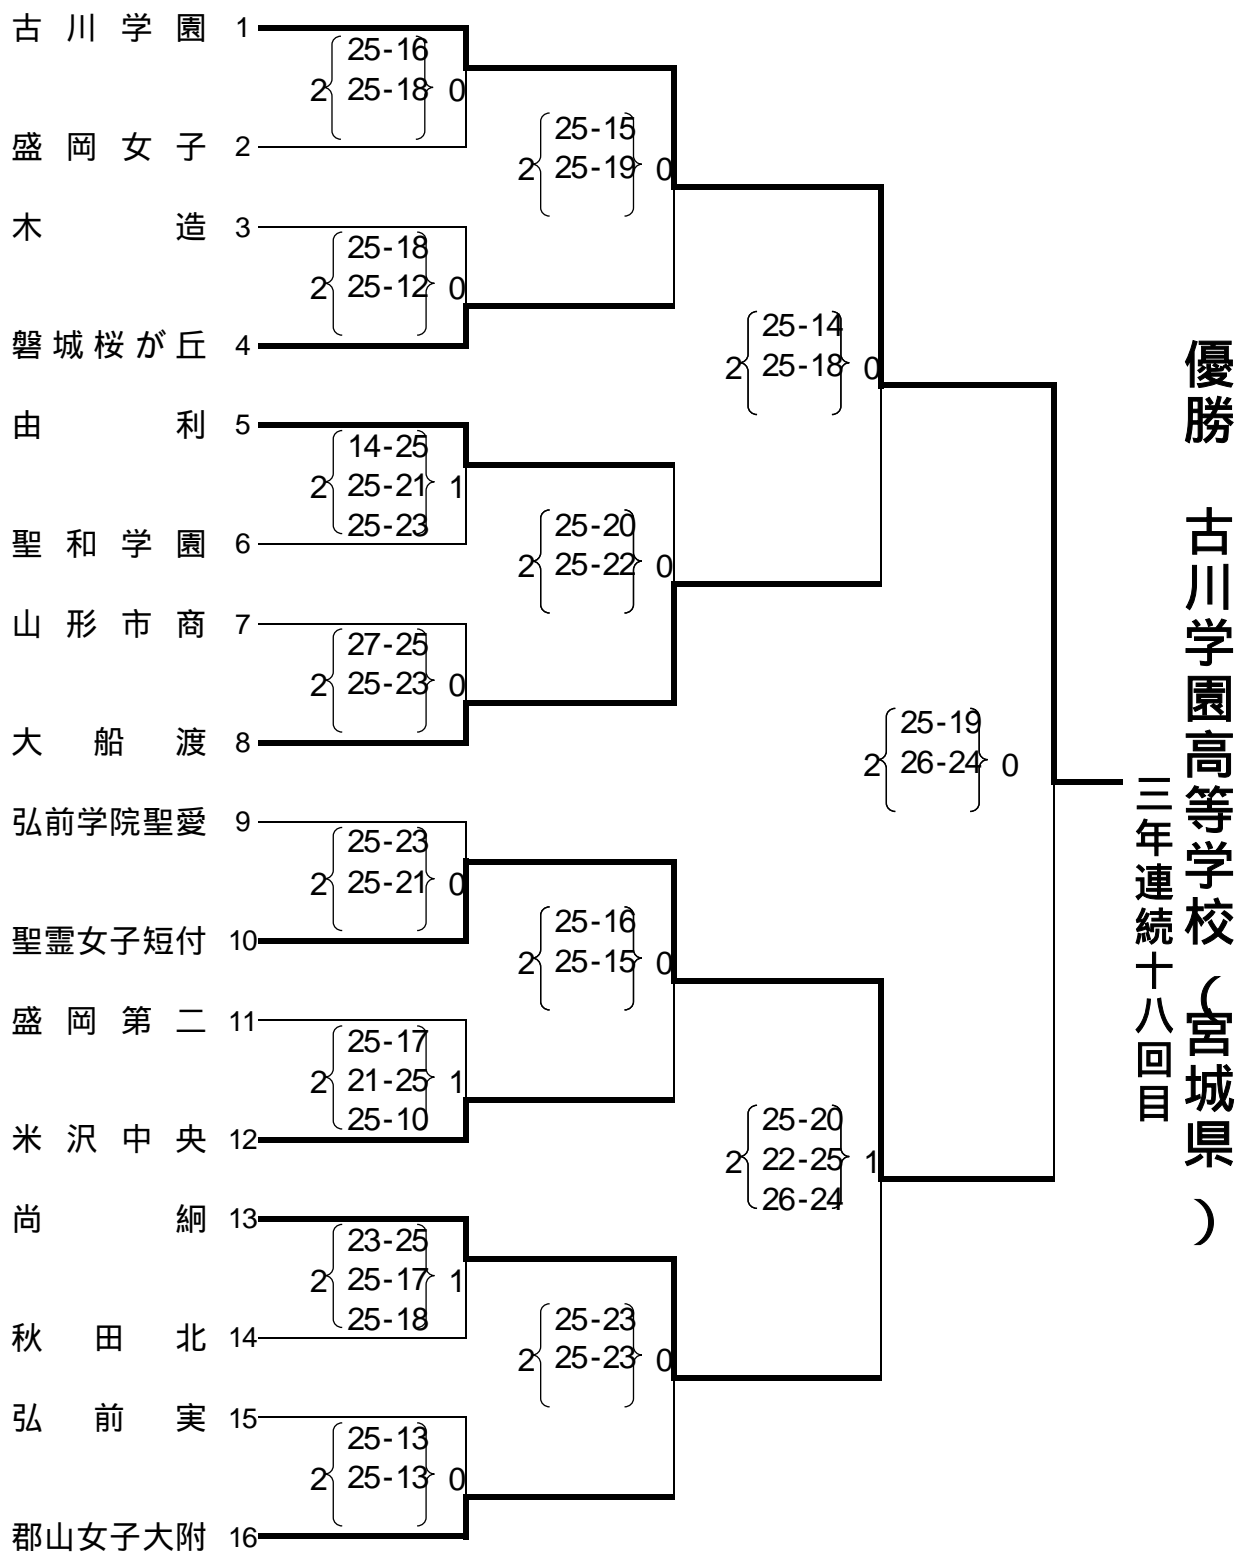 古川学園 1
25-16
2 25-18 0
盛岡女子 2
25-15
2 25-19 0
木造 3
25-18
2 25-12 0
磐城桜が丘 4
25-14
2 25-18 0
由利 5
14-25
2 25-21 1
25-23
聖和学園 6
25-20
2 25-22 0
山形市商 7
27-25
2 25-23 0
大船渡 8
25-19
2 26-24 0
弘前学院聖愛 9
25-23
2 25-21 0
聖霊女子短付 10
25-16
2 25-15 0
盛岡第二 11
25-17
2 21-25 1
25-10
米沢中央 12
25-20
2 22-25 1
26-24
尚絅 13
23-25
2 25-17 1
25-18
秋田北 14
25-23
2 25-23 0
弘前実 15
25-13
2 25-13 0
郡山女子大附 16
優勝 古川学園高等学校(宮城県)
三年連続十八回目